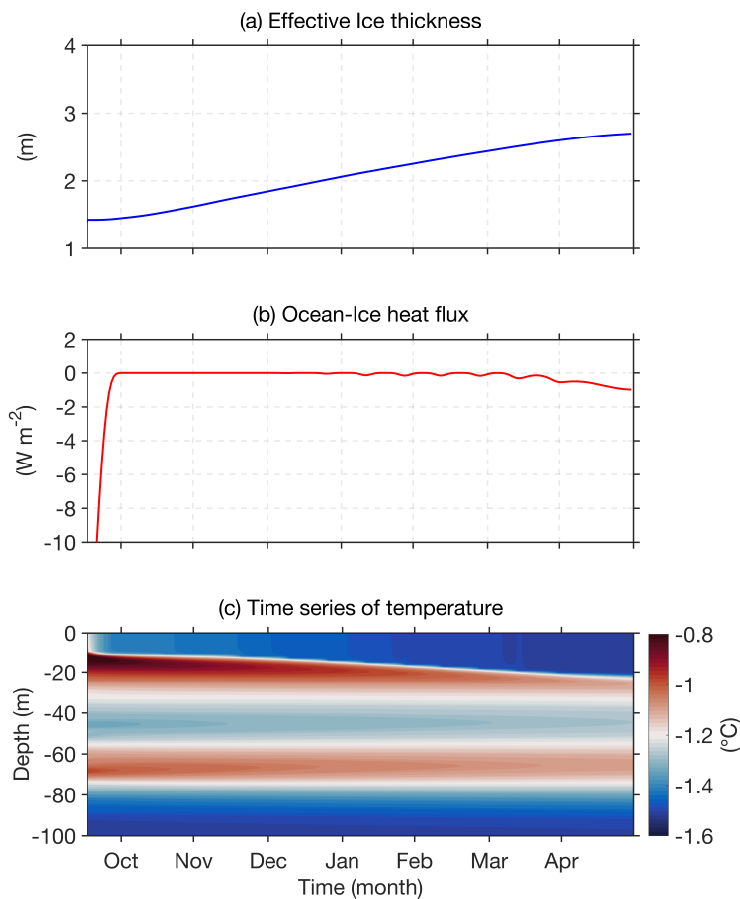 (a) Effective Ice thickness
4
3
2
1
(m)
(b) Ocean-Ice heat flux
2
0
-2
-4
-6
-8
-10
(W m⁻²)
(c) Time series of temperature
0
-20
-40
-60
-80
-100
Depth (m)
-0.8
-1
-1.2
-1.4
-1.6
(°C)
Oct Nov Dec Jan Feb Mar Apr
Time (month)